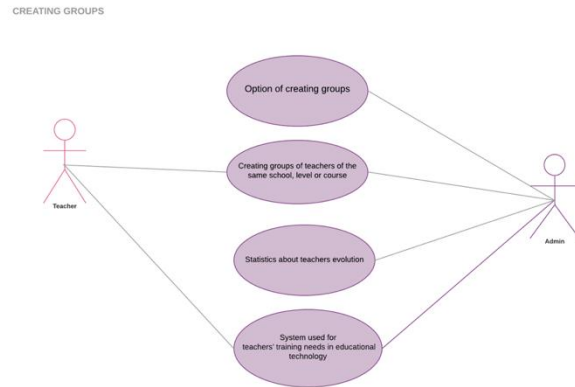 CREATING GROUPS
Option of creating groups
Creating groups of teachers of the
same school, level or course
Teacher
Admin
Statistics about teachers evolution
System used for
teachers' training needs in educational
technology